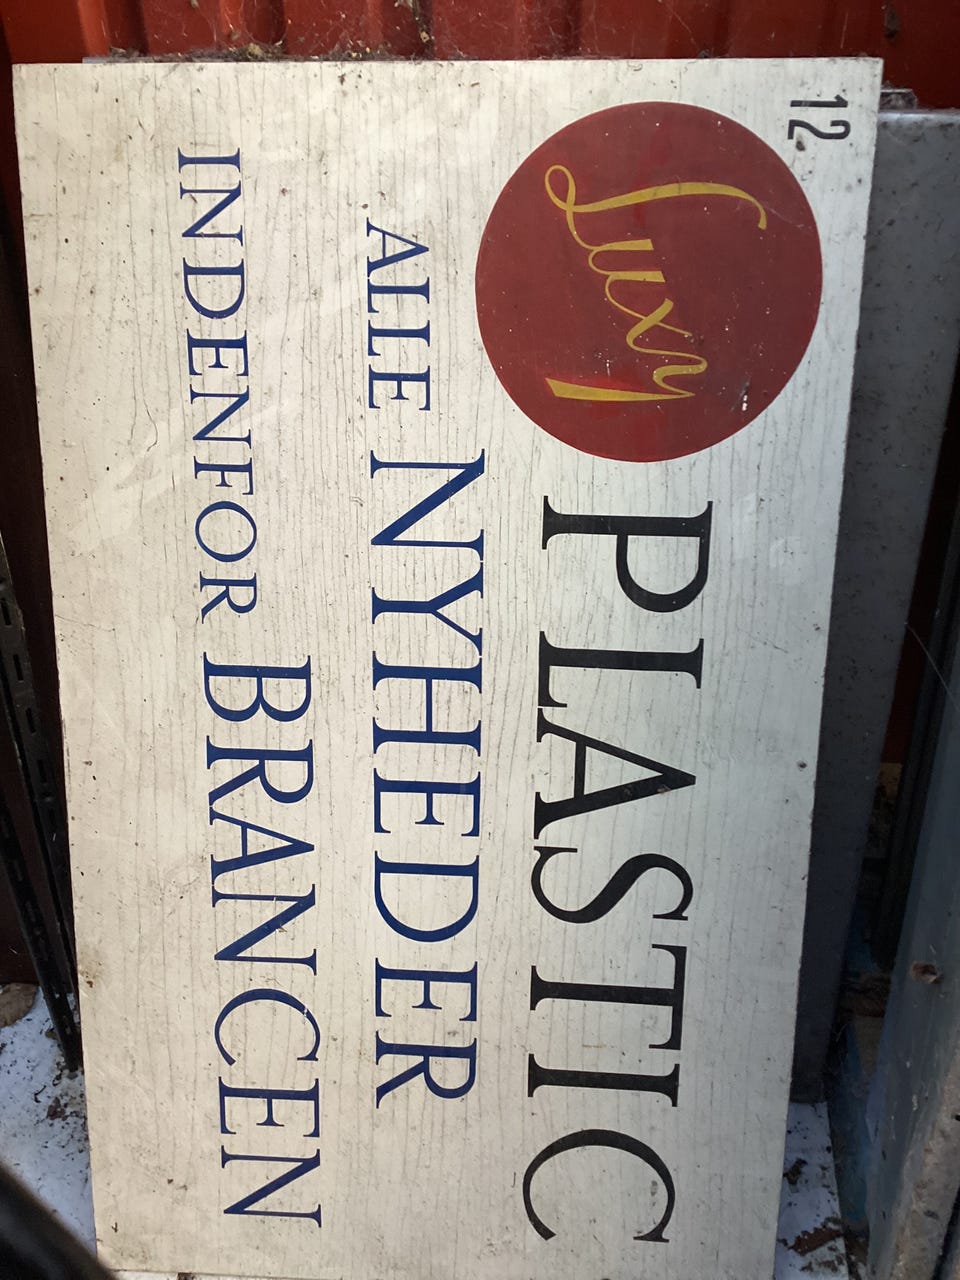 12
Luxy
PLASTIC
ALLE NYHEDER
INDENFOR BRANCEN